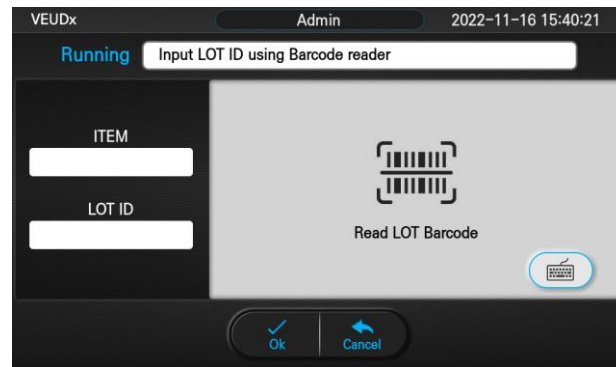 VEUDx Admin 2022-11-16 15:40:21
Running Input LOT ID using Barcode reader
ITEM
LOT ID
Read LOT Barcode
Ok Cancel